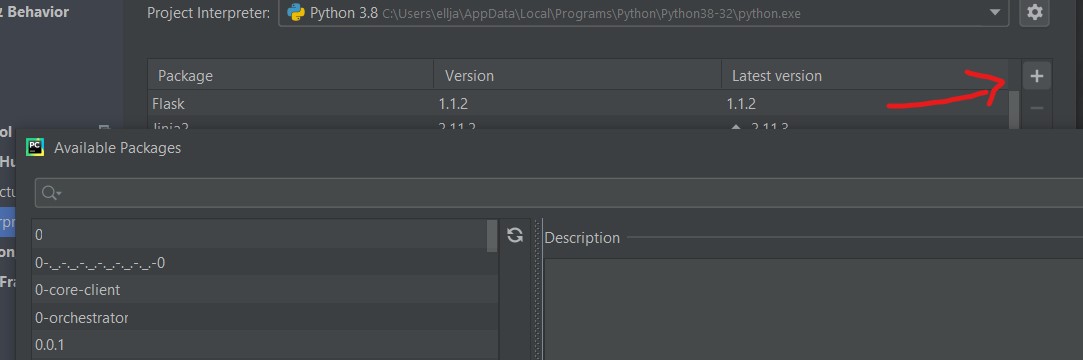 z Behavior
Project Interpreter: Python 3.8 C:\Users\ellja\AppData\Local\Programs\Python\Python38-32\python.exe
Package Version Latest version
Flask 1.1.2 1.1.2
Jinja2 2.11.2 2.11.3
ol
PC Available Packages
Hu
ctu
rpr
0
Description
on
0-._.-._.-._.-._.-._.-._.-0
Fra
0-core-client
0-orchestrator
0.0.1